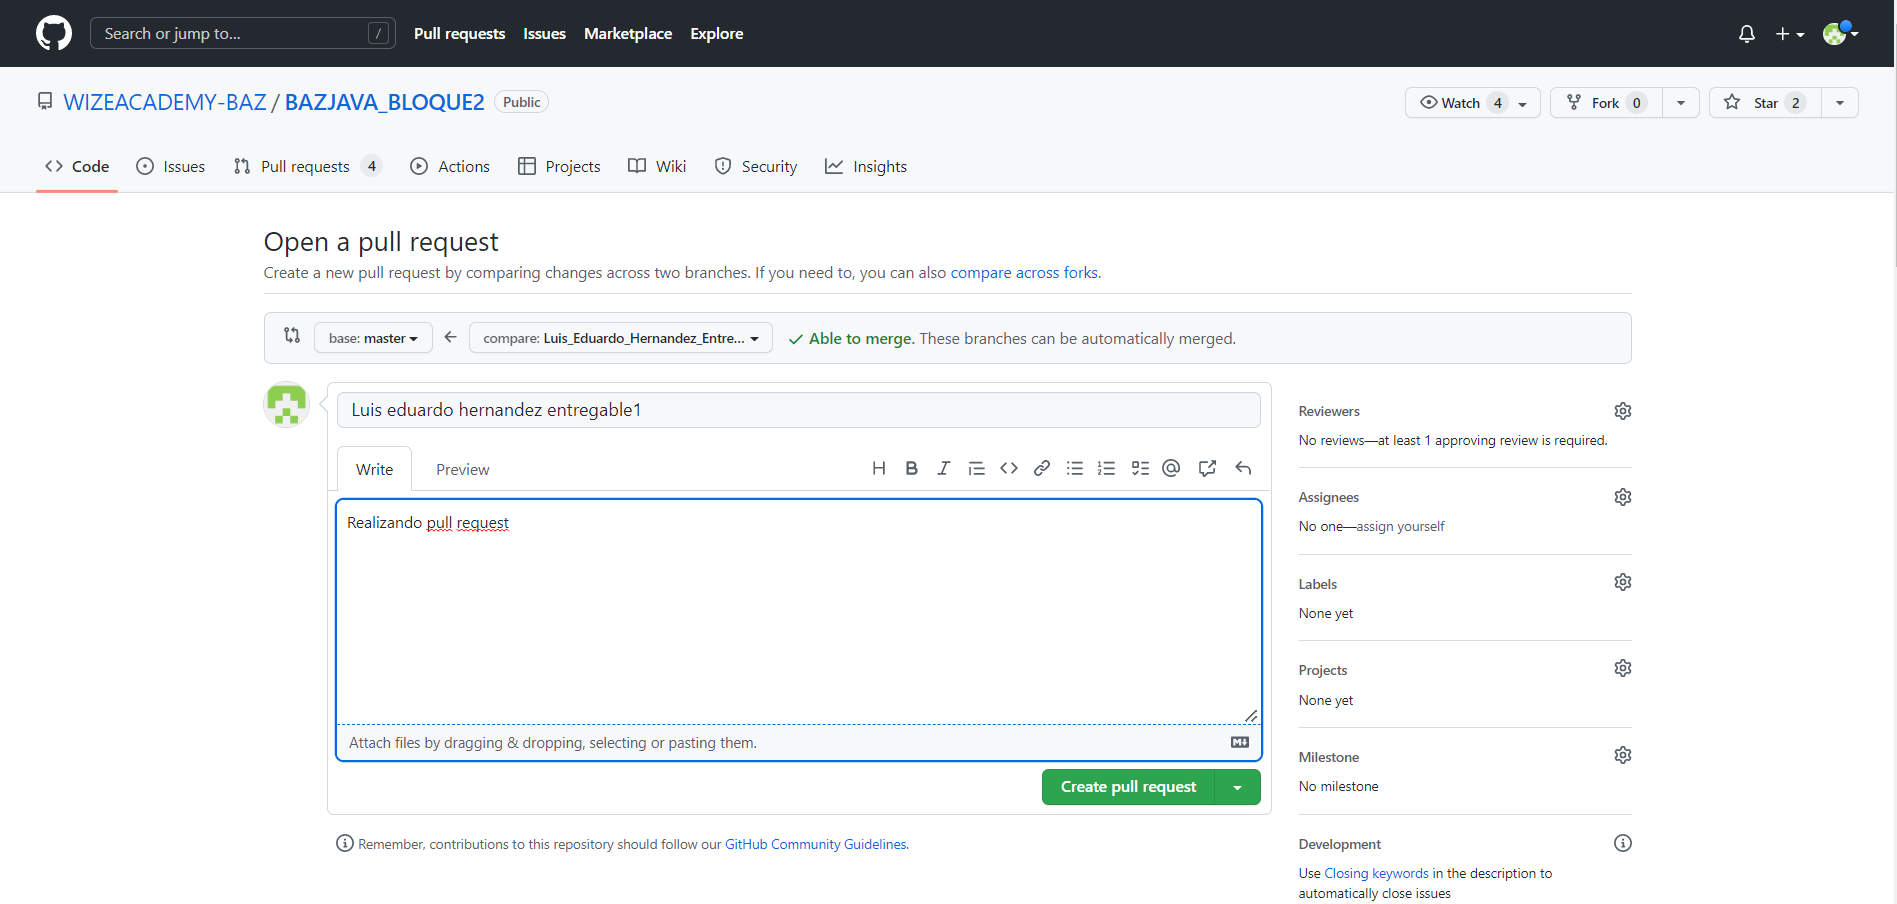 Search or jump to... / Pull requests Issues Marketplace Explore
WIZEACADEMY-BAZ / BAZJAVA_BLOQUE2 Public Watch 4 Fork 0 Star 2
Code Issues Pull requests 4 Actions Projects Wiki Security Insights
Open a pull request
Create a new pull request by comparing changes across two branches. If you need to, you can also compare across forks.
base: master compare: Luis_Eduardo_Hernandez_Entre... Able to merge. These branches can be automatically merged.
Luis eduardo hernandez entregable1
Write Preview
Realizando pull request
Attach files by dragging & dropping, selecting or pasting them.
Create pull request
Remember, contributions to this repository should follow our GitHub Community Guidelines.
Reviewers
No reviews—at least 1 approving review is required.
Assignees
No one—assign yourself
Labels
None yet
Projects
None yet
Milestone
No milestone
Development
Use Closing keywords in the description to
automatically close issues